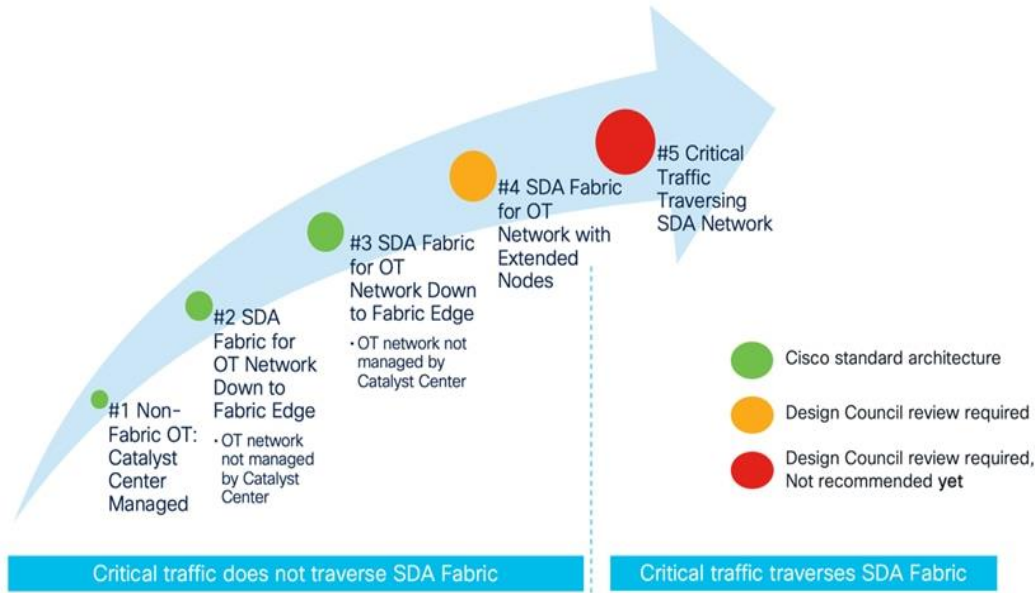 #1 Non-
Fabric OT:
Catalyst
Center
Managed
#2 SDA
Fabric for
OT Network
Down to
Fabric Edge
• OT network
not managed
by Catalyst
Center
#3 SDA Fabric
for OT
Network Down
to Fabric Edge
• OT network not
managed by
Catalyst Center
#4 SDA Fabric
for OT
Network with
Extended
Nodes
#5 Critical
Traffic
Traversing
SDA Network
Cisco standard architecture
Design Council review required
Design Council review required,
Not recommended yet
Critical traffic does not traverse SDA Fabric
Critical traffic traverses SDA Fabric